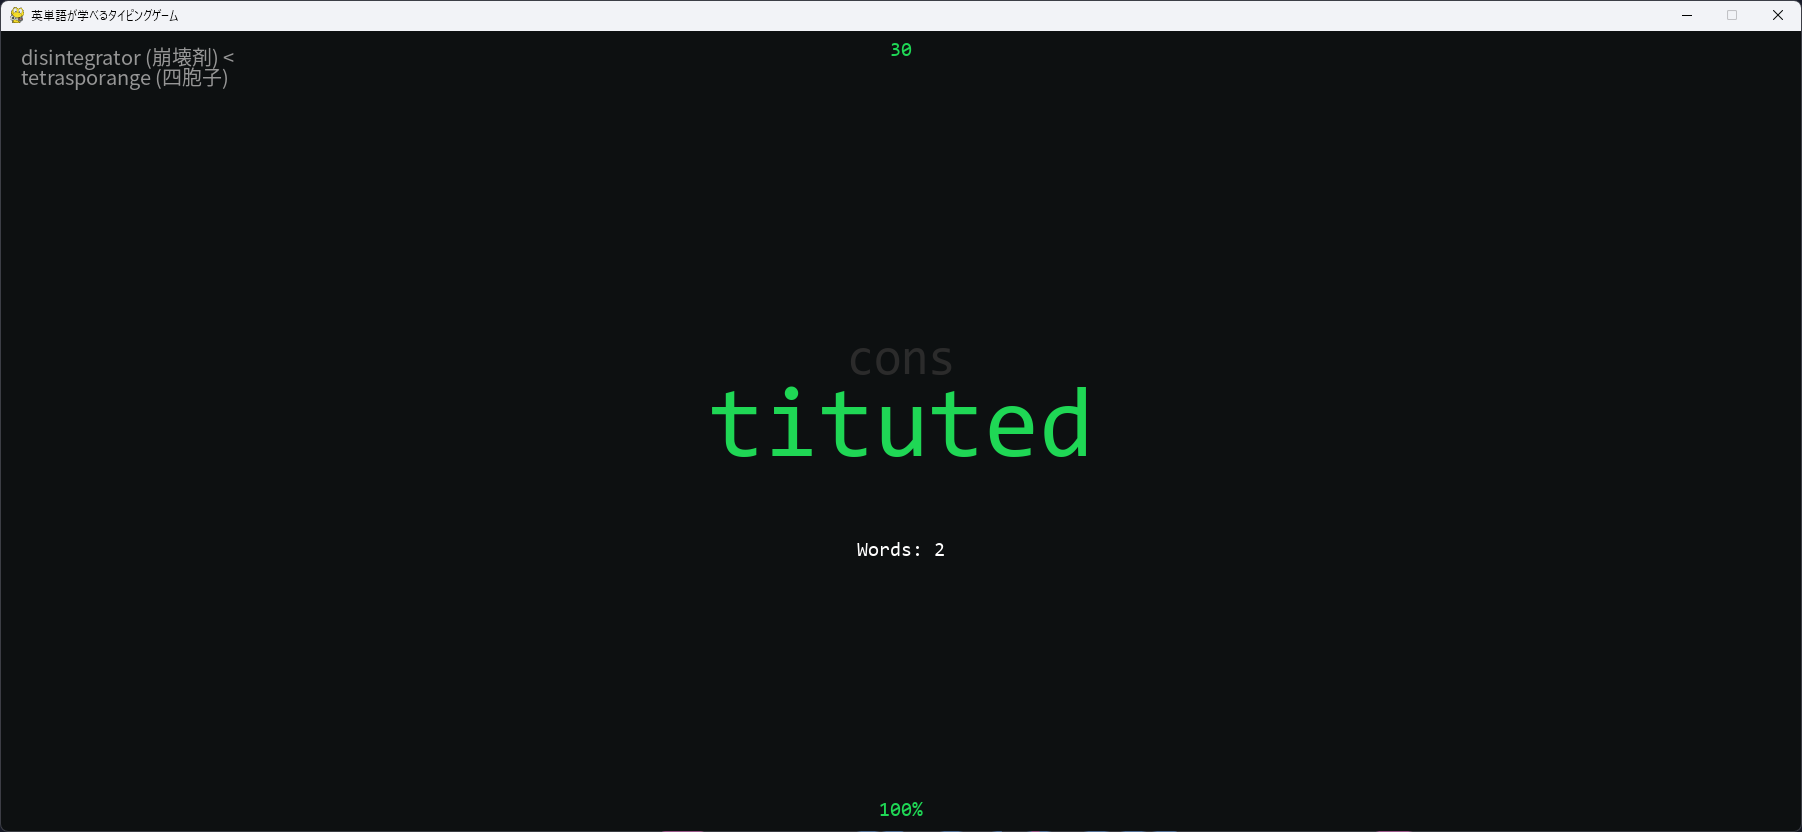 英単語が学べるタイピングゲーム
30
disintegrator (崩壊剤) <
tetrasporange (四胞子)
cons
tituted
Words: 2
100%